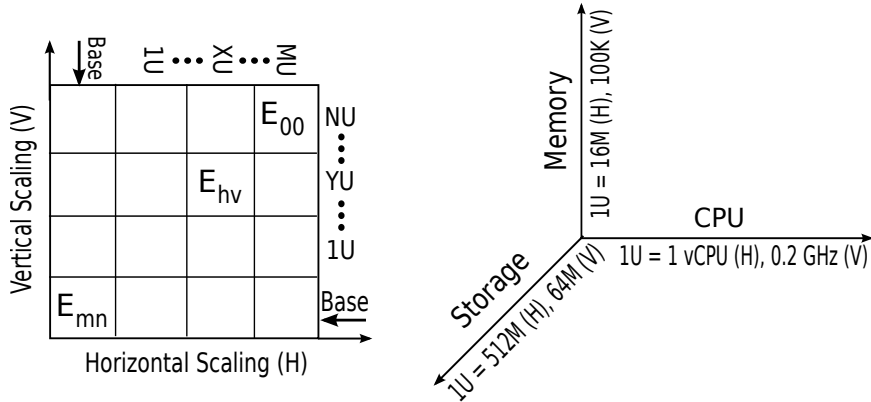 Base
1U •••• XU •••• MU
Vertical Scaling (V)
E00
NU
Ehv
YU
1U
Emn
Base
Horizontal Scaling (H)
Memory
1U = 16M (H), 100K (V)
CPU
1U = 1 vCPU (H), 0.2 GHz (V)
Storage
1U = 512M (H), 64M (V)